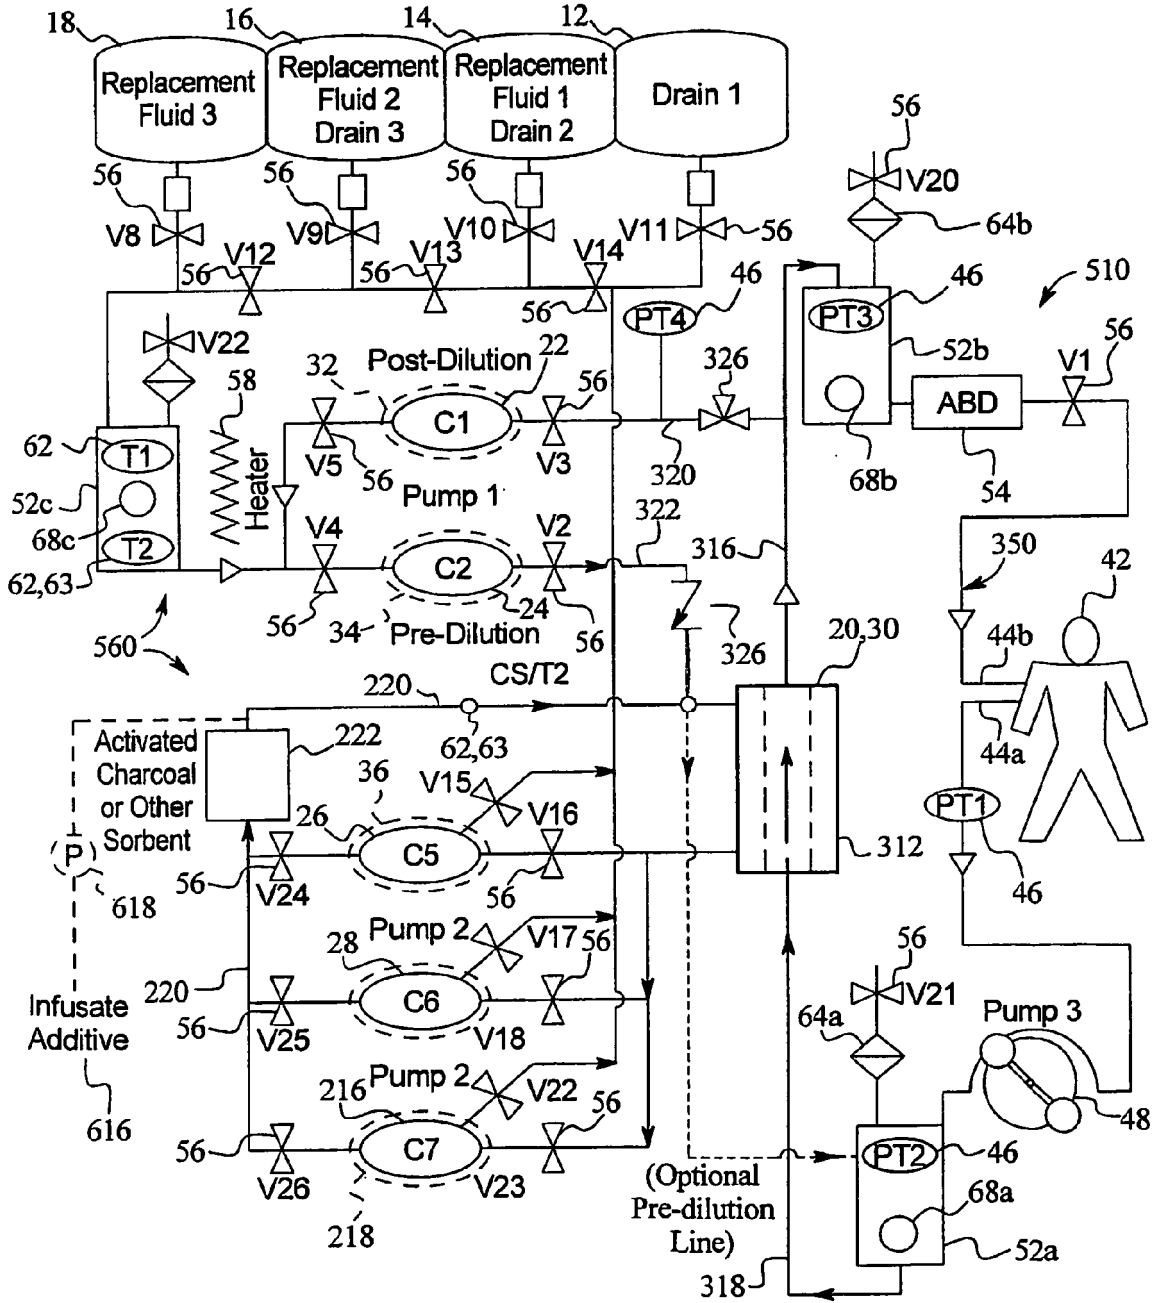 18
16
14
12
Replacement
Fluid 3
Replacement
Fluid 2
Drain 3
Replacement
Fluid 1
Drain 2
Drain 1
56
56
56
56
V20
64b
56
V8
56
V9
56
V10
V11
56
V12
56
V13
56
V14
56
46
PT4
46
PT3
510
52b
56
V1
V22
58
Post-Dilution
32
22
56
326
ABD
62
T1
C1
52c
Heater
V5
56
V3
320
68b
54
68c
Pump 1
T2
V4
V2
322
316
350
42
62,63
C2
56
34
24
56
560
Pre-Dilution
326
20,30
CS/T2
44b
220
62,63
44a
Activated
Charcoal
or Other
Sorbent
222
36
V15
V16
26
C5
PT1
P
56
V24
56
312
46
618
Pump 2
V17
56
28
56
220
C6
V21
Infusate
Additive
56
V25
V18
64a
Pump 3
Pump 2
V22
216
56
616
56
C7
48
V26
V23
PT2
46
218
(Optional
Pre-dilution
Line)
68a
52a
318